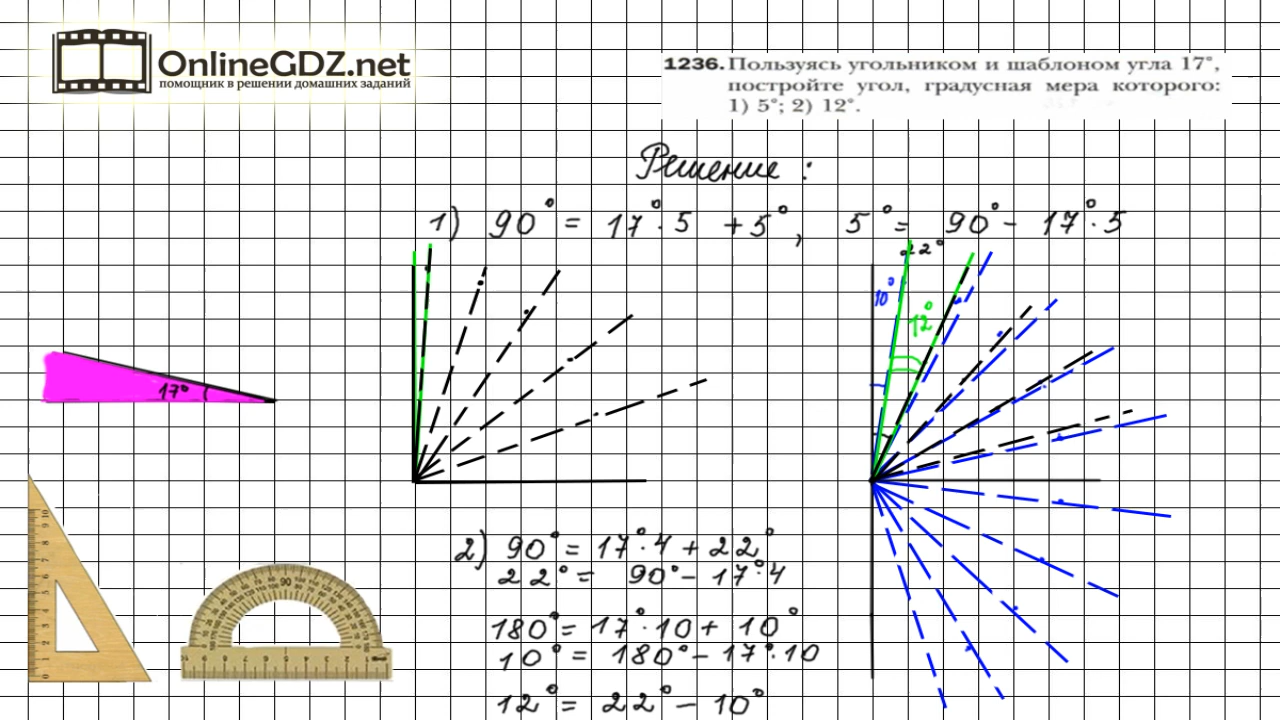 OnlineGDZ.net
помощник в решении домашних заданий
1236. Пользуясь угольником и шаблоном угла 17°,
постройте угол, градусная мера которого:
1) 5°; 2) 12°.
Решение :
1) 90° = 17° · 5 + 5° , 5° = 90° - 17° · 5
22°
10°
12°
17°
2) 90° = 17° · 4 + 22°
22° = 90° - 17° · 4
180° = 17° · 10 + 10°
10° = 180° - 17° · 10
12° = 22° - 10°
90